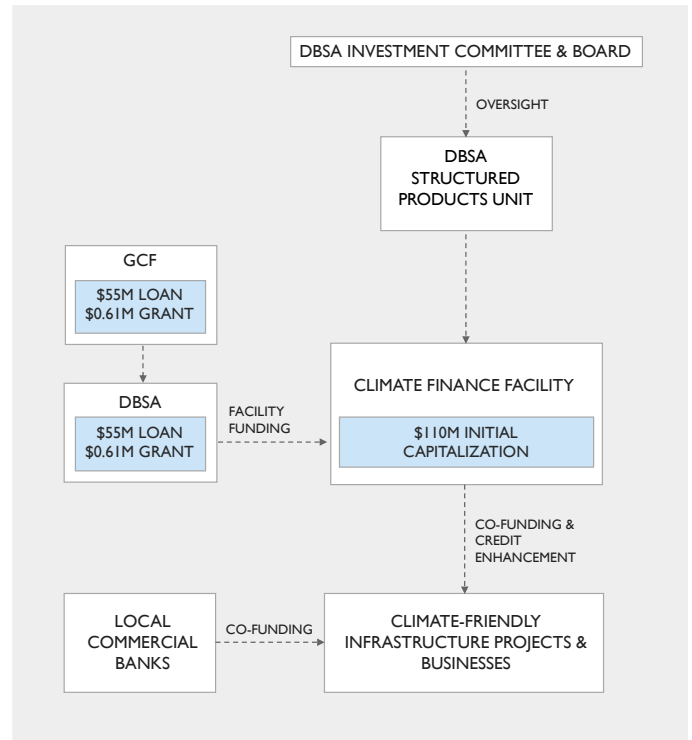 DBSA INVESTMENT COMMITTEE & BOARD
OVERSIGHT
DBSA
STRUCTURED
PRODUCTS UNIT
GCF
$55M LOAN
$0.61M GRANT
DBSA
$55M LOAN
$0.61M GRANT
FACILITY
FUNDING
CLIMATE FINANCE FACILITY
$110M INITIAL
CAPITALIZATION
CO-FUNDING &
CREDIT
ENHANCEMENT
LOCAL
COMMERCIAL
BANKS
CO-FUNDING
CLIMATE-FRIENDLY
INFRASTRUCTURE PROJECTS &
BUSINESSES